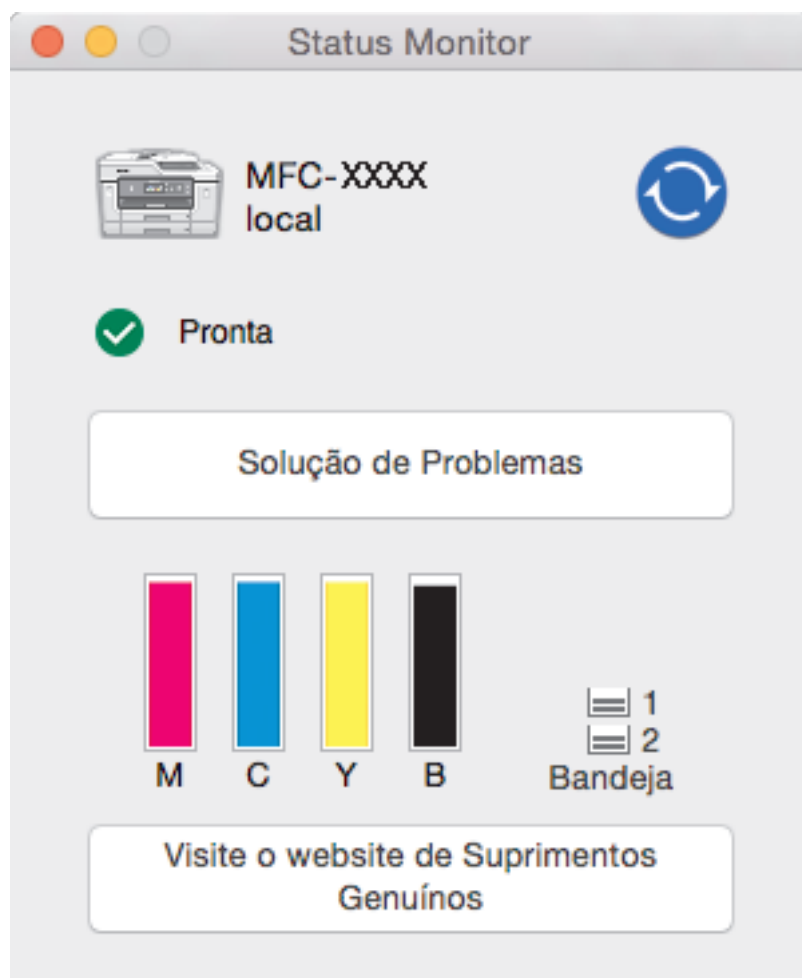 Status Monitor
MFC-XXXX
local
Pronta
Solução de Problemas
M C Y B
1
2
Bandeja
Visite o website de Suprimentos
Genuínos